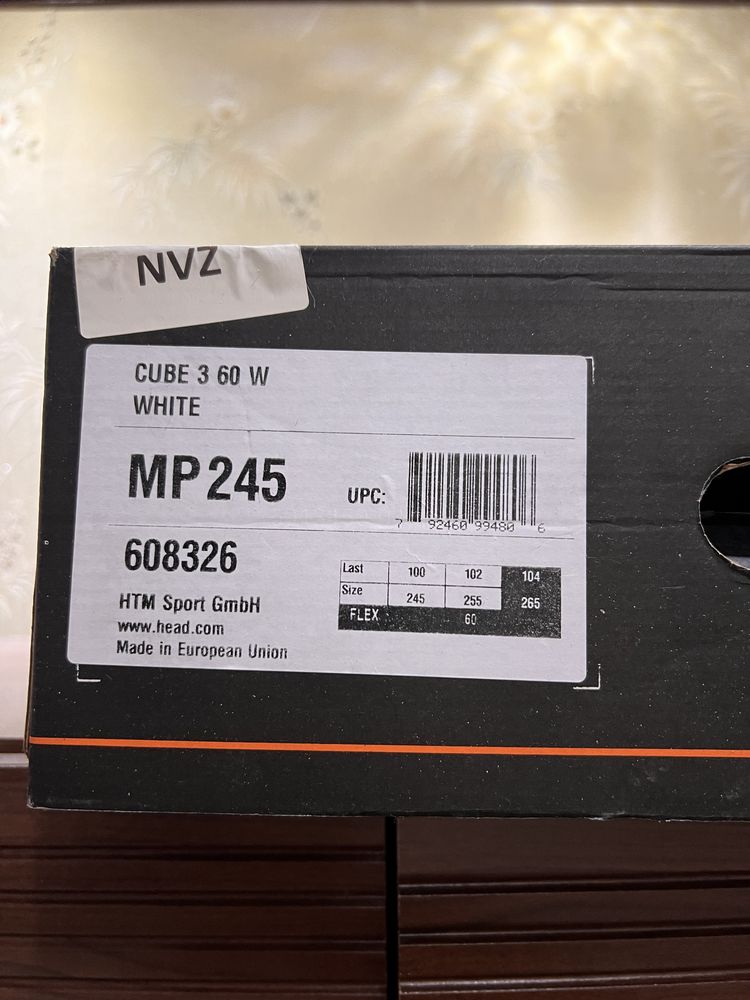 NVZ
CUBE 3 60 W
WHITE
MP 245
UPC:
7 92460 99480 6
608326
HTM Sport GmbH
www.head.com
Made in European Union
Last 100 102 104
Size 245 255 265
FLEX 60